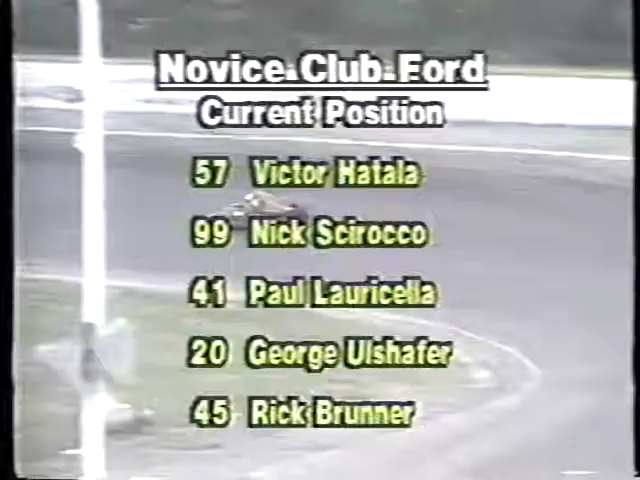 Novice Club Ford
Current Position
57 Victor Hatala
99 Nick Scirocco
41 Paul Lauricella
20 George Ulshafer
45 Rick Brunner